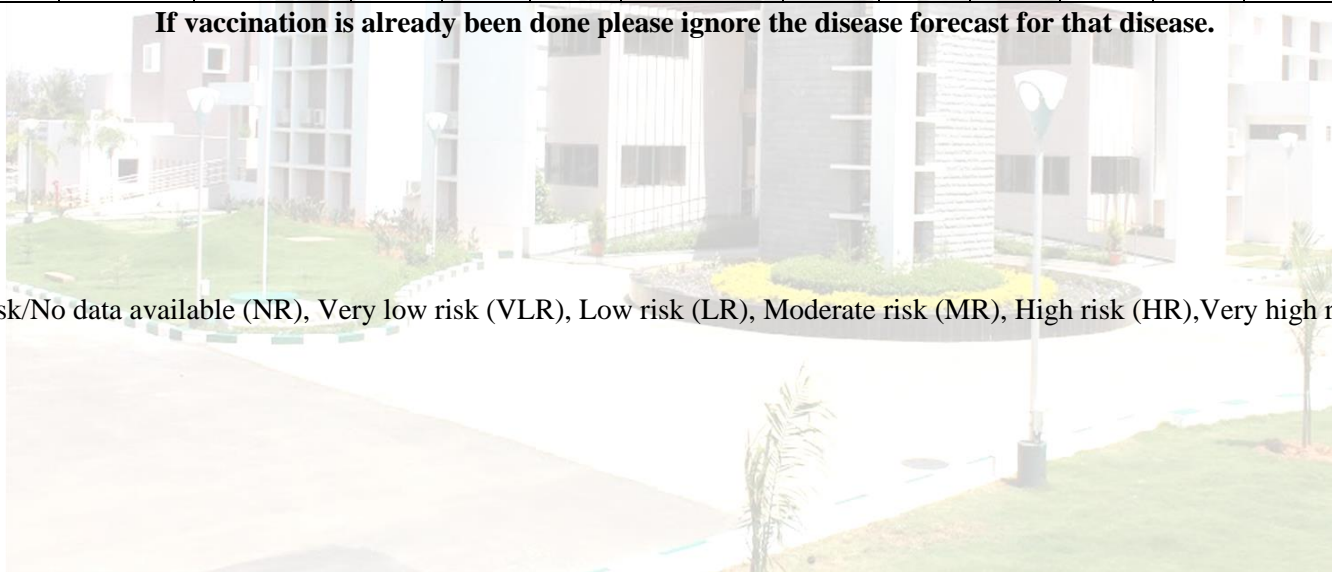 If vaccination is already been done please ignore the disease forecast for that disease.
sk/No data available (NR), Very low risk (VLR), Low risk (LR), Moderate risk (MR), High risk (HR),Very high r